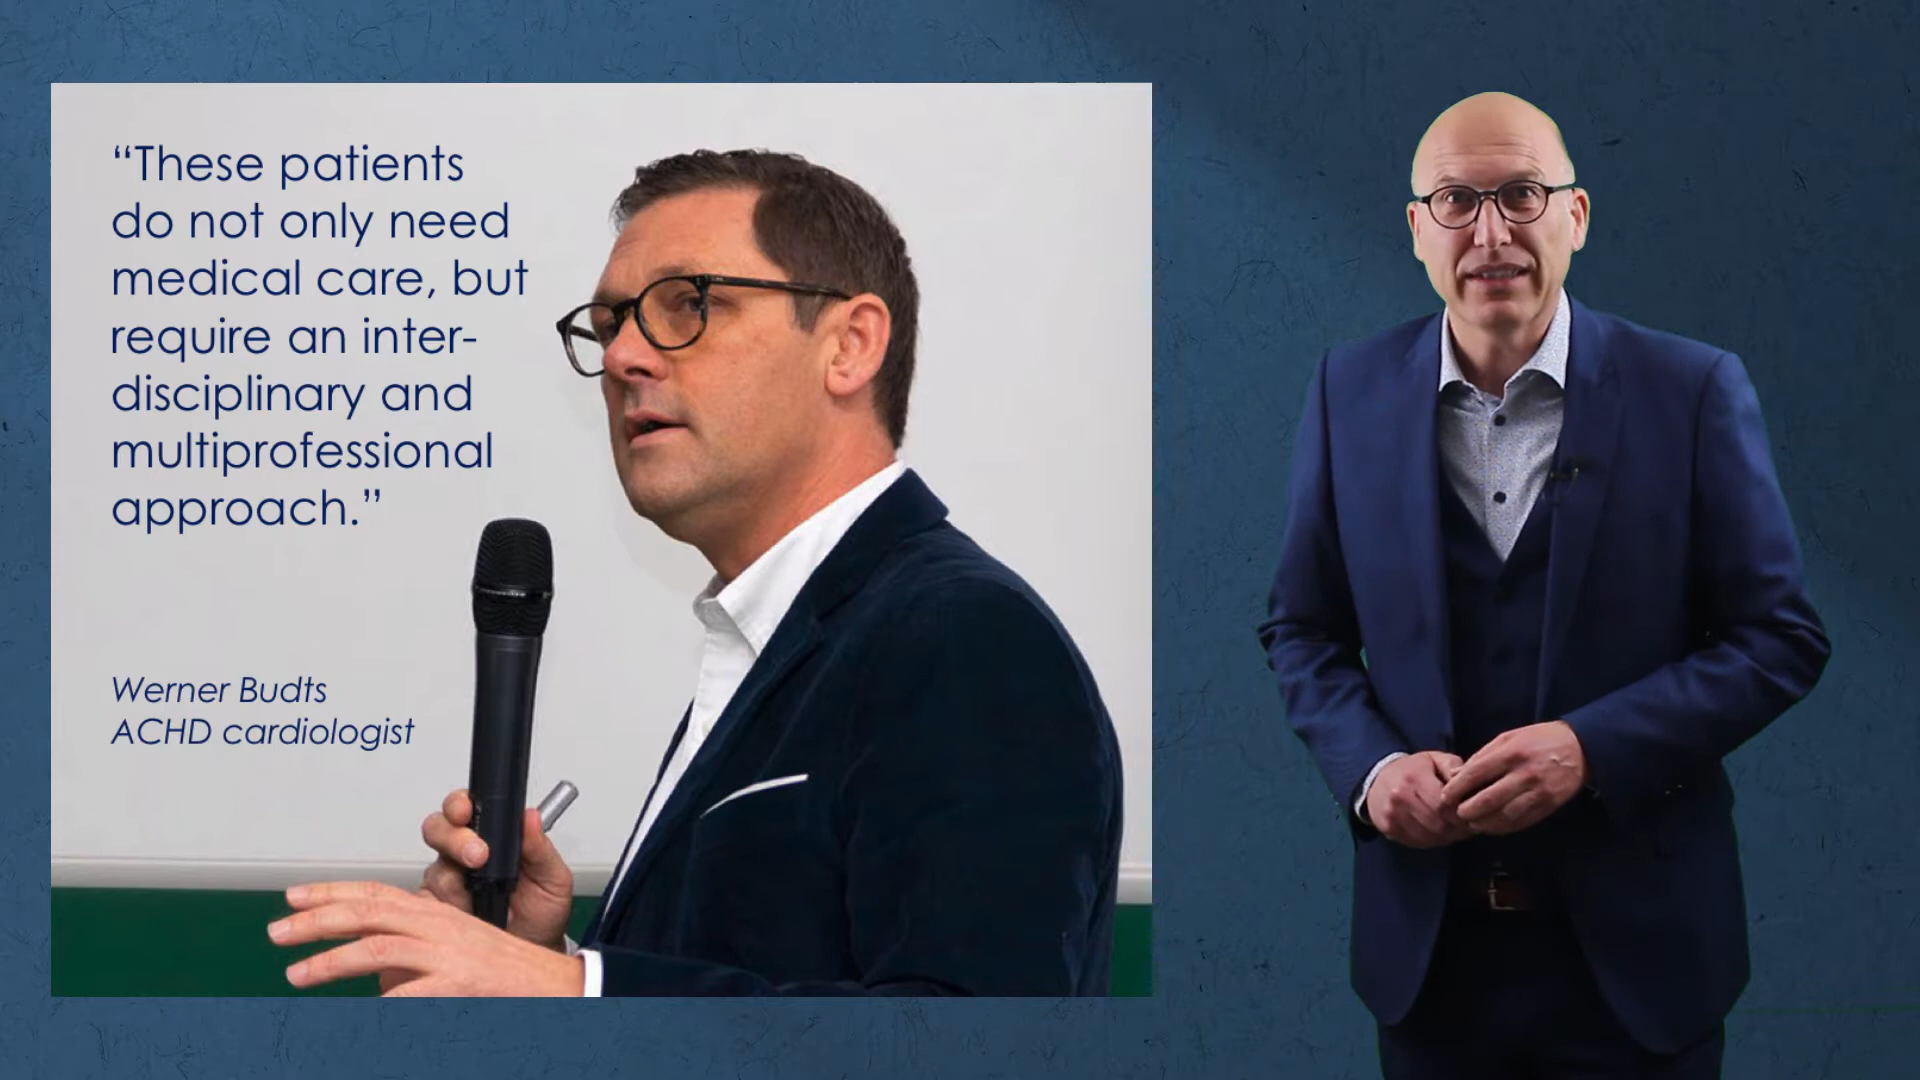 “These patients
do not only need
medical care, but
require an inter-
disciplinary and
multiprofessional
approach.”
Werner Budts
ACHD cardiologist